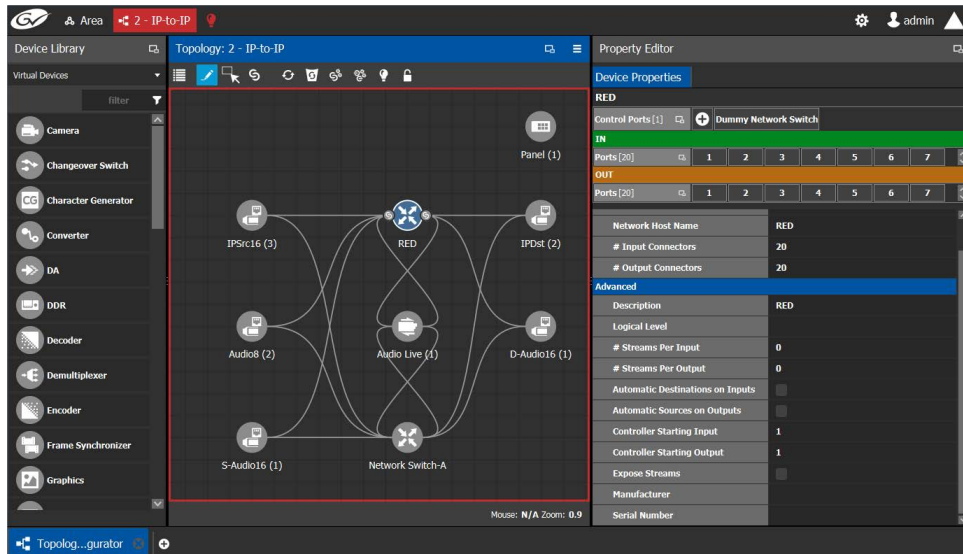 GV Area 2 - IP-to-IP admin
Device Library
Topology: 2 - IP-to-IP
Property Editor
Virtual Devices
filter
Camera
Changeover Switch
CG Character Generator
Converter
DA
DDR
Decoder
Demultiplexer
Encoder
Frame Synchronizer
Graphics
Panel (1)
IPSrc16 (3)
RED
IPDst (2)
Audio8 (2)
Audio Live (1)
D-Audio16 (1)
S-Audio16 (1)
Network Switch-A
Mouse: N/A Zoom: 0.9
Device Properties
RED
Control Ports [1] Dummy Network Switch
IN
Ports [20] 1 2 3 4 5 6 7
OUT
Ports [20] 1 2 3 4 5 6 7
Network Host Name RED
# Input Connectors 20
# Output Connectors 20
Advanced
Description RED
Logical Level
# Streams Per Input 0
# Streams Per Output 0
Automatic Destinations on Inputs
Automatic Sources on Outputs
Controller Starting Input 1
Controller Starting Output 1
Expose Streams
Manufacturer
Serial Number
Topolog...gurator